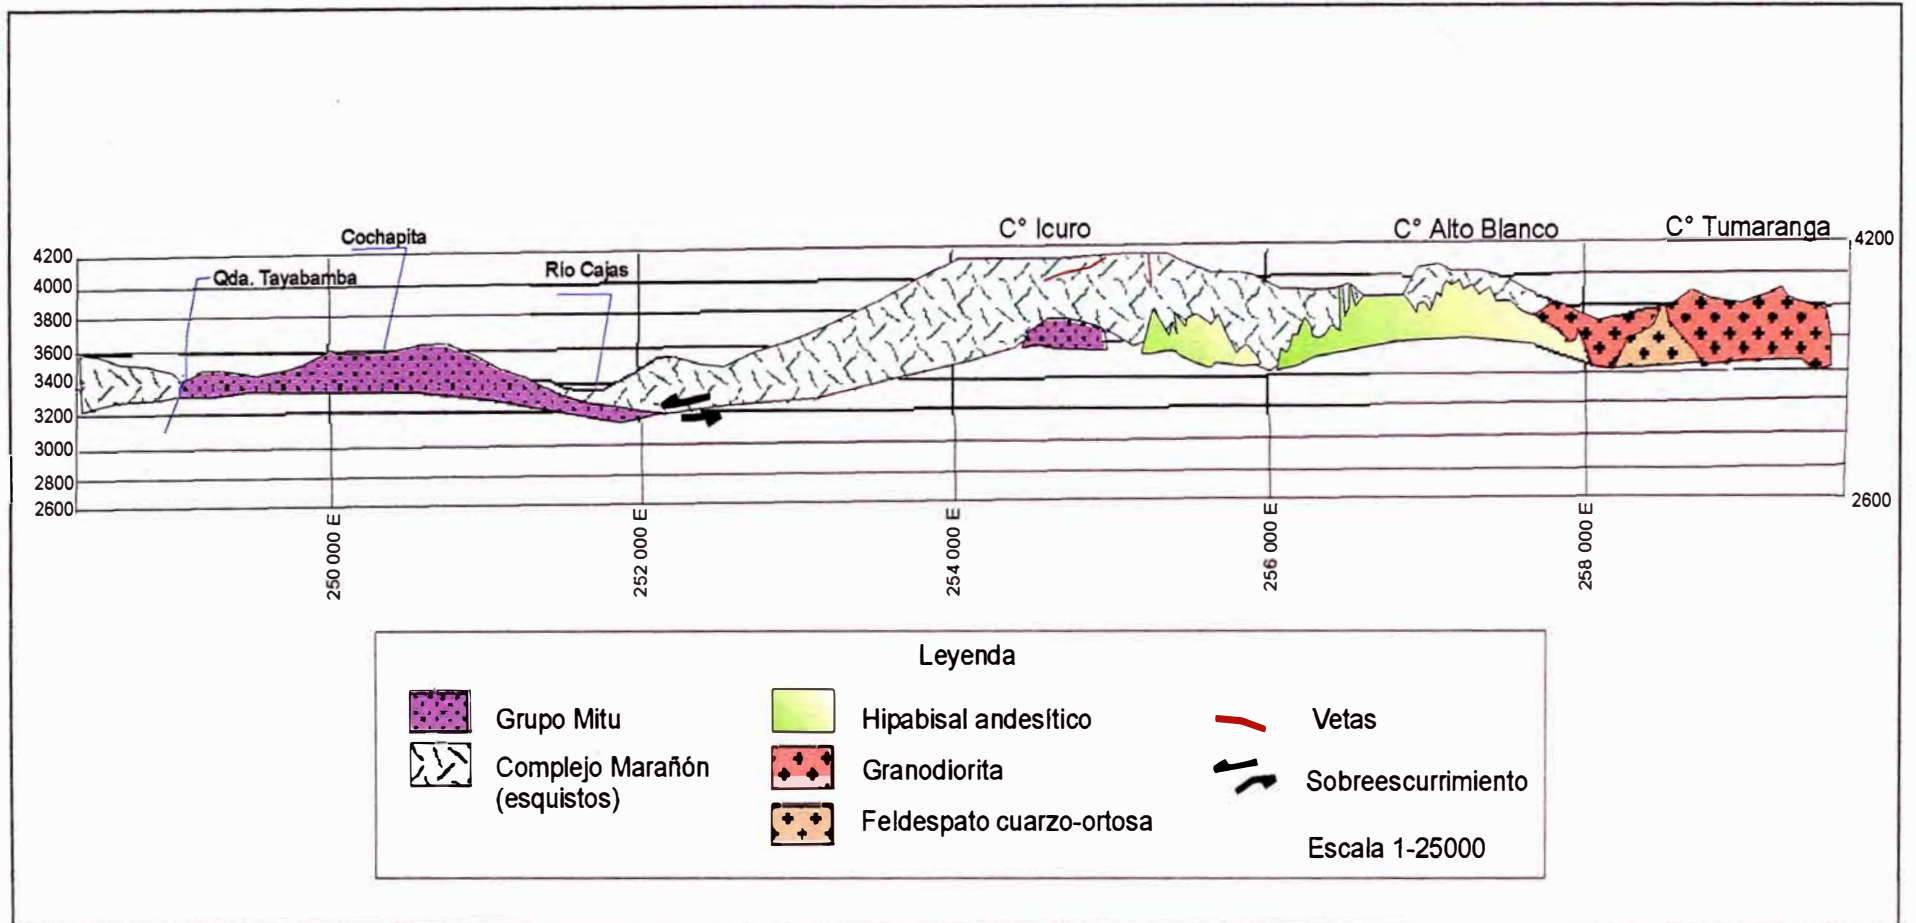 C° Icuro
C° Alto Blanco
C° Tumaranga
Cochapita
Qda. Tayabamba
Río Cajas
4200
4000
3800
3600
3400
3200
3000
2800
2600
4200
2600
250 000 E
252 000 E
254 000 E
256 000 E
258 000 E
Leyenda
Grupo Mitu
Complejo Marañón
(esquistos)
Hipabisal andesítico
Granodiorita
Feldespato cuarzo-ortosa
Vetas
Sobreescurrimiento
Escala 1-25000